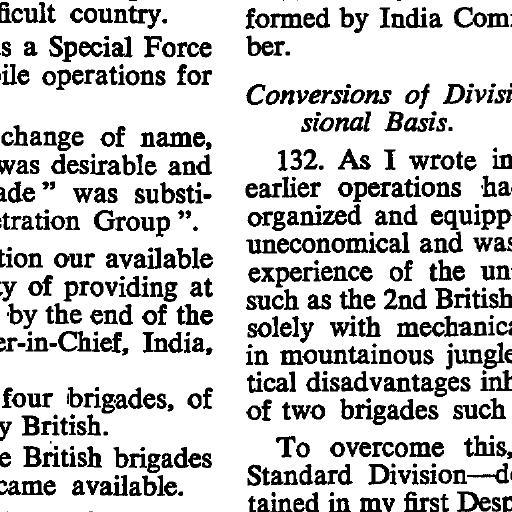 ficult country.
s a Special Force
ile operations for
change of name,
was desirable and
ade" was substi-
tration Group".
tion our available
y of providing at
by the end of the
er-in-Chief, India,
four brigades, of
y British.
e British brigades
came available.
formed by India Com
ber.
Conversions of Divisi
sional Basis.
132. As I wrote in
earlier operations ha
organized and equipp
uneconomical and was
experience of the un
such as the 2nd British
solely with mechanica
in mountainous jungle
tical disadvantages inh
of two brigades such
To overcome this,
Standard Division—de
tained in my first Desp